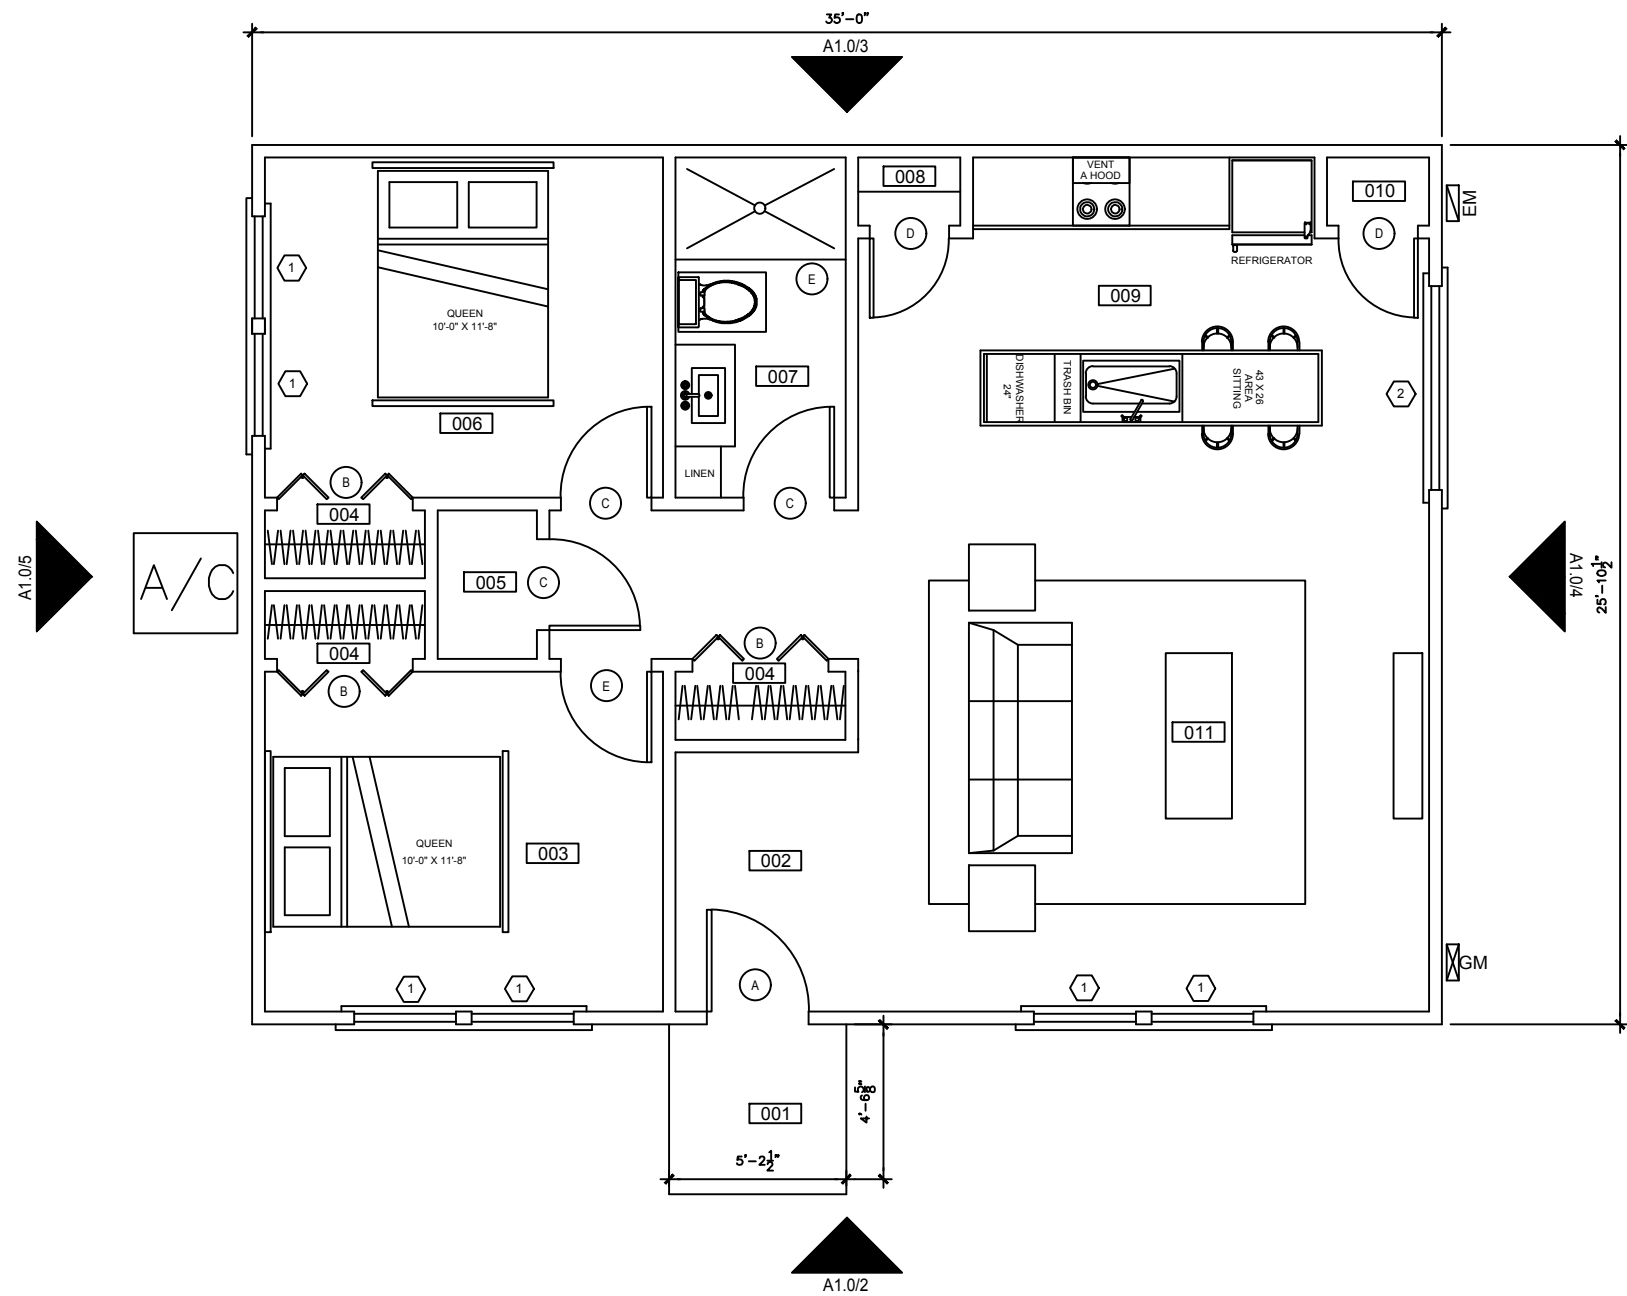 35'-0"
A1.0/3
VENT
A HOOD
008
010
EM
D
D
REFRIGERATOR
1
E
009
QUEEN
10'-0" X 11'-8"
007
DISHWASHER
24"
TRASH BIN
43 X 26
AREA
SITTING
1
2
006
LINEN
B
004
C
C
A1.0/5
A/C
005
C
A1.0/4
25'-10½"
004
B
E
B
004
011
QUEEN
10'-0" X 11'-8"
003
002
GM
1
1
A
1
1
001
4'-6⅝"
5'-2½"
A1.0/2